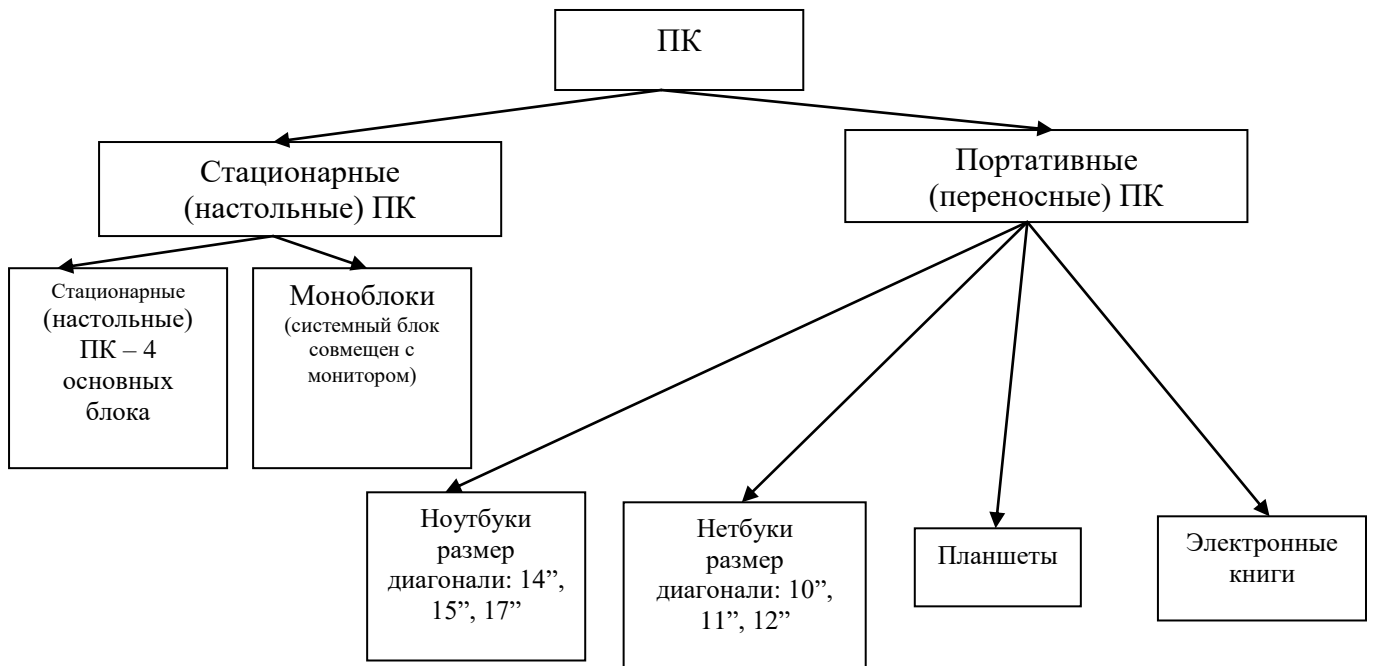 ПК
Стационарные
(настольные) ПК
Портативные
(переносные) ПК
Стационарные
(настольные)
ПК – 4
основных
блока
Моноблоки
(системный блок
совмещен с
монитором)
Ноутбуки
размер
диагонали: 14”,
15”, 17”
Нетбуки
размер
диагонали: 10”,
11”, 12”
Планшеты
Электронные
книги